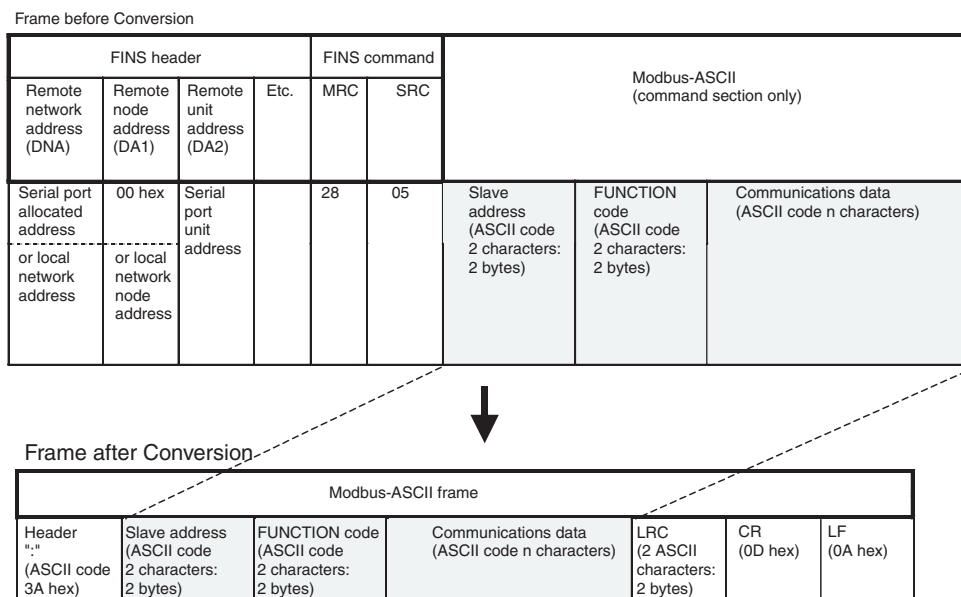 Frame before Conversion
FINS header
FINS command
Modbus-ASCII
(command section only)
Remote
network
address
(DNA)
Remote
node
address
(DA1)
Remote
unit
address
(DA2)
Etc.
MRC
SRC
Serial port
allocated
address
or local
network
address
00 hex
or local
network
node
address
Serial
port
unit
address
28
05
Slave
address
(ASCII code
2 characters:
2 bytes)
FUNCTION
code
(ASCII code
2 characters:
2 bytes)
Communications data
(ASCII code n characters)
Frame after Conversion
Modbus-ASCII frame
Header
":"
(ASCII code
3A hex)
Slave address
(ASCII code
2 characters:
2 bytes)
FUNCTION code
(ASCII code
2 characters:
2 bytes)
Communications data
(ASCII code n characters)
LRC
(2 ASCII
characters:
2 bytes)
CR
(0D hex)
LF
(0A hex)